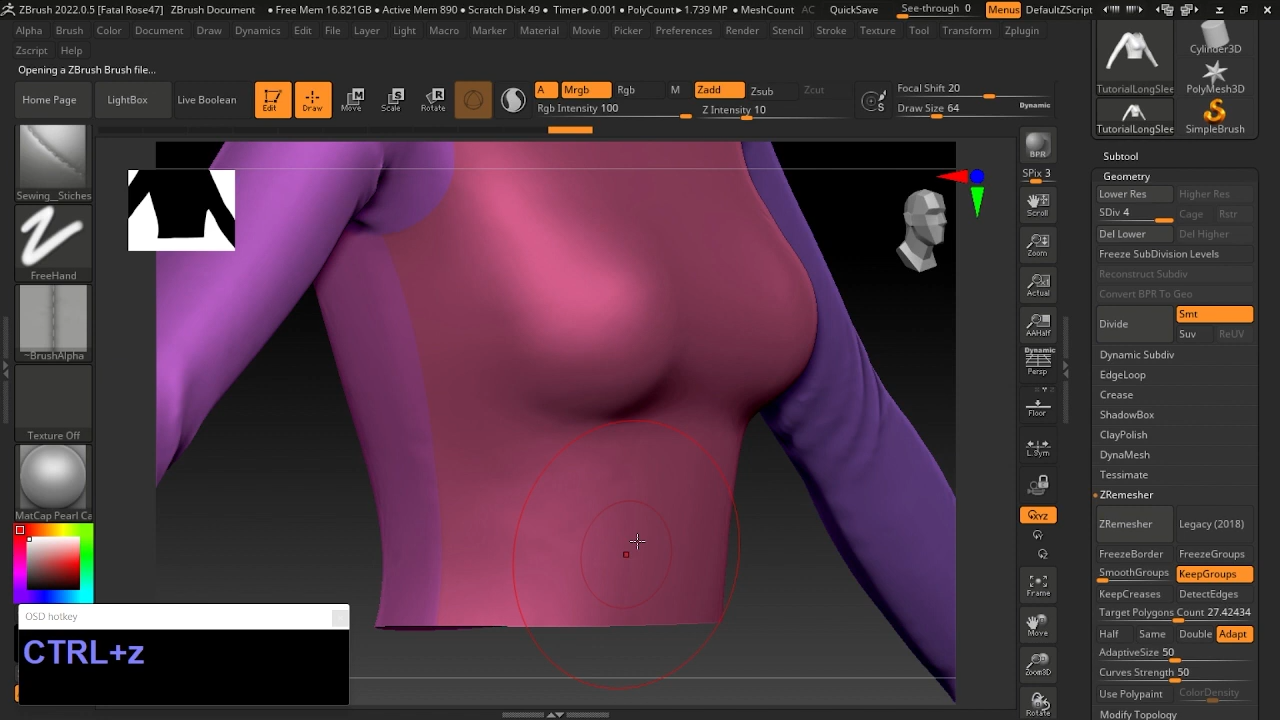 ZBrush 2022.0.5 [Fatal Rose47] ZBrush Document • Free Mem 16.821GB • Active Mem 890 • Scratch Disk 49 • Timer▶0.001 • PolyCount▶1.739 MP • MeshCount AC QuickSave See-through 0 Menus DefaultZScript
Alpha Brush Color Document Draw Dynamics Edit File Layer Light Macro Marker Material Movie Picker Preferences Render Stencil Stroke Texture Tool Transform Zplugin
Zscript Help
Opening a ZBrush Brush file...
Home Page LightBox Live Boolean Edit Draw Move Scale Rotate
A Mrgb Rgb M Zadd Zsub Zcut Focal Shift 20
Rgb Intensity 100 Z Intensity 10 Draw Size 64 Dynamic
Sewing__Stiches
FreeHand
~BrushAlpha
Texture Off
MatCap Pearl Ca
OSD hotkey
CTRL+z
BPR
SPix 3
Scroll
Zoom
Actual
AAHalf
Dynamic
Persp
Floor
L.Sym
XYZ
Frame
Move
Zoom3D
Rotate
Cylinder3D
TutorialLongSlee PolyMesh3D
TutorialLongSlee SimpleBrush
Subtool
Geometry
Lower Res Higher Res
SDiv 4 Cage Rstr
Del Lower Del Higher
Freeze SubDivision Levels
Reconstruct Subdiv
Convert BPR To Geo
Divide Smt
Suv ReUV
Dynamic Subdiv
EdgeLoop
Crease
ShadowBox
ClayPolish
DynaMesh
Tessimate
ZRemesher
ZRemesher Legacy (2018)
FreezeBorder FreezeGroups
SmoothGroups KeepGroups
KeepCreases DetectEdges
Target Polygons Count 27.42434
Half Same Double Adapt
AdaptiveSize 50
Curves Strength 50
Use Polypaint ColorDensity
Modify Topology